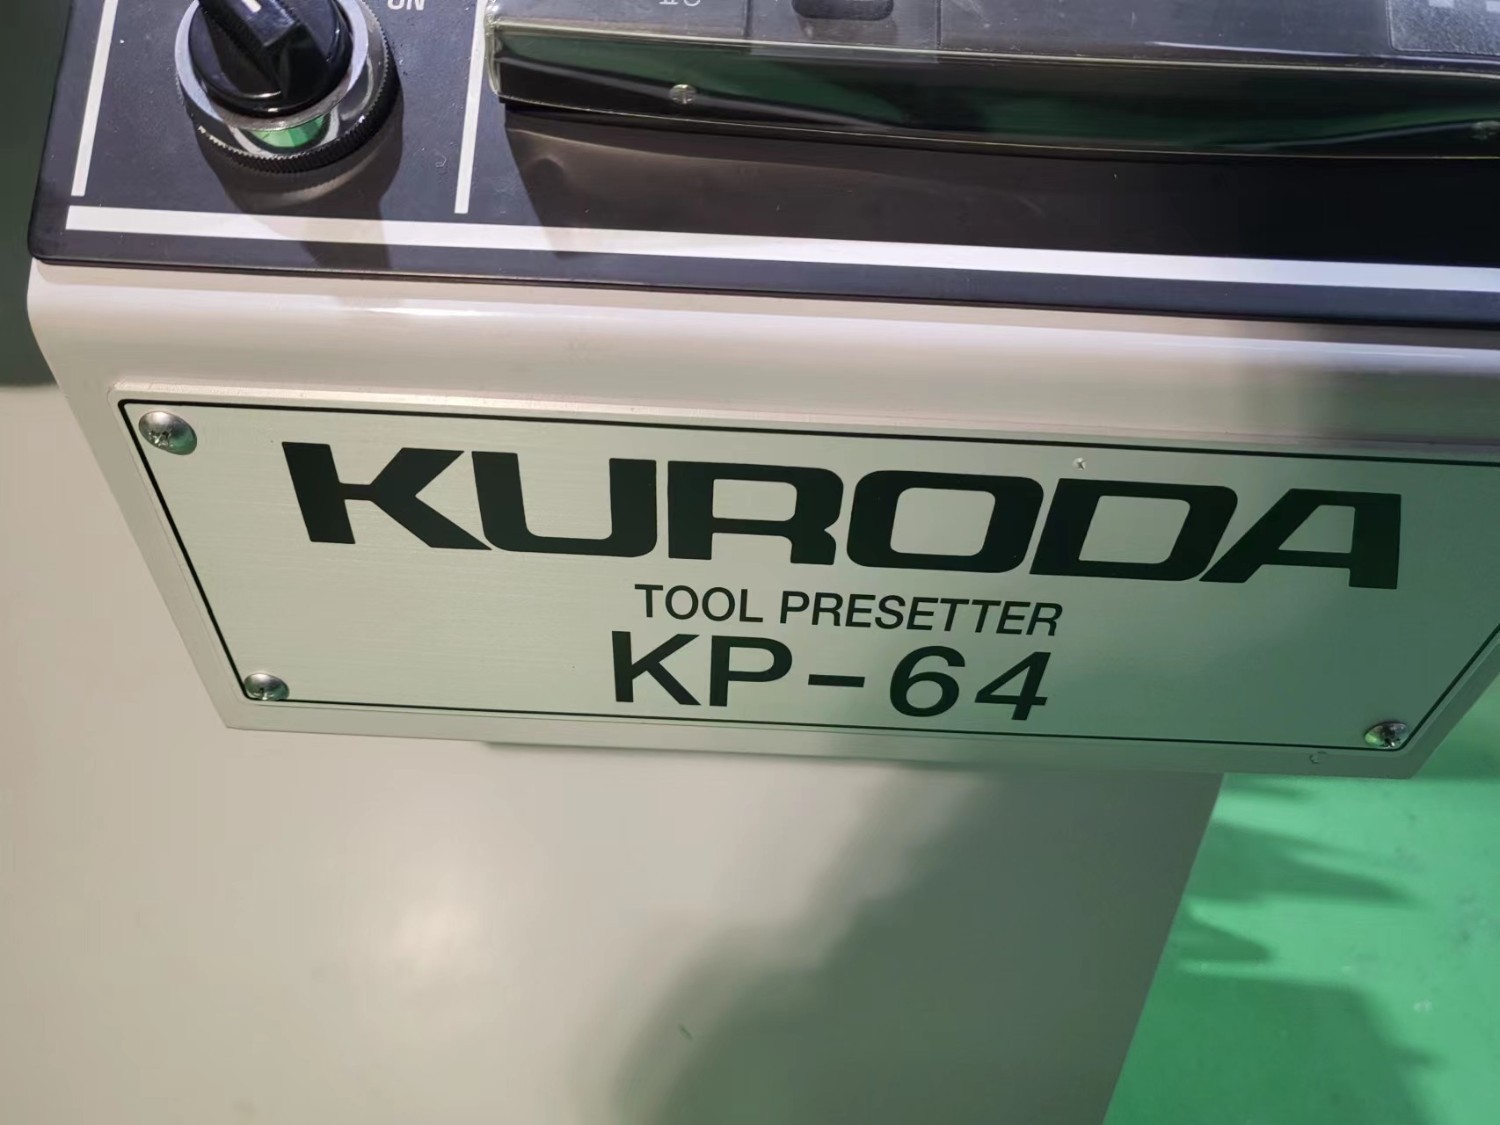 ON
KURODA
TOOL PRESETTER
KP-64